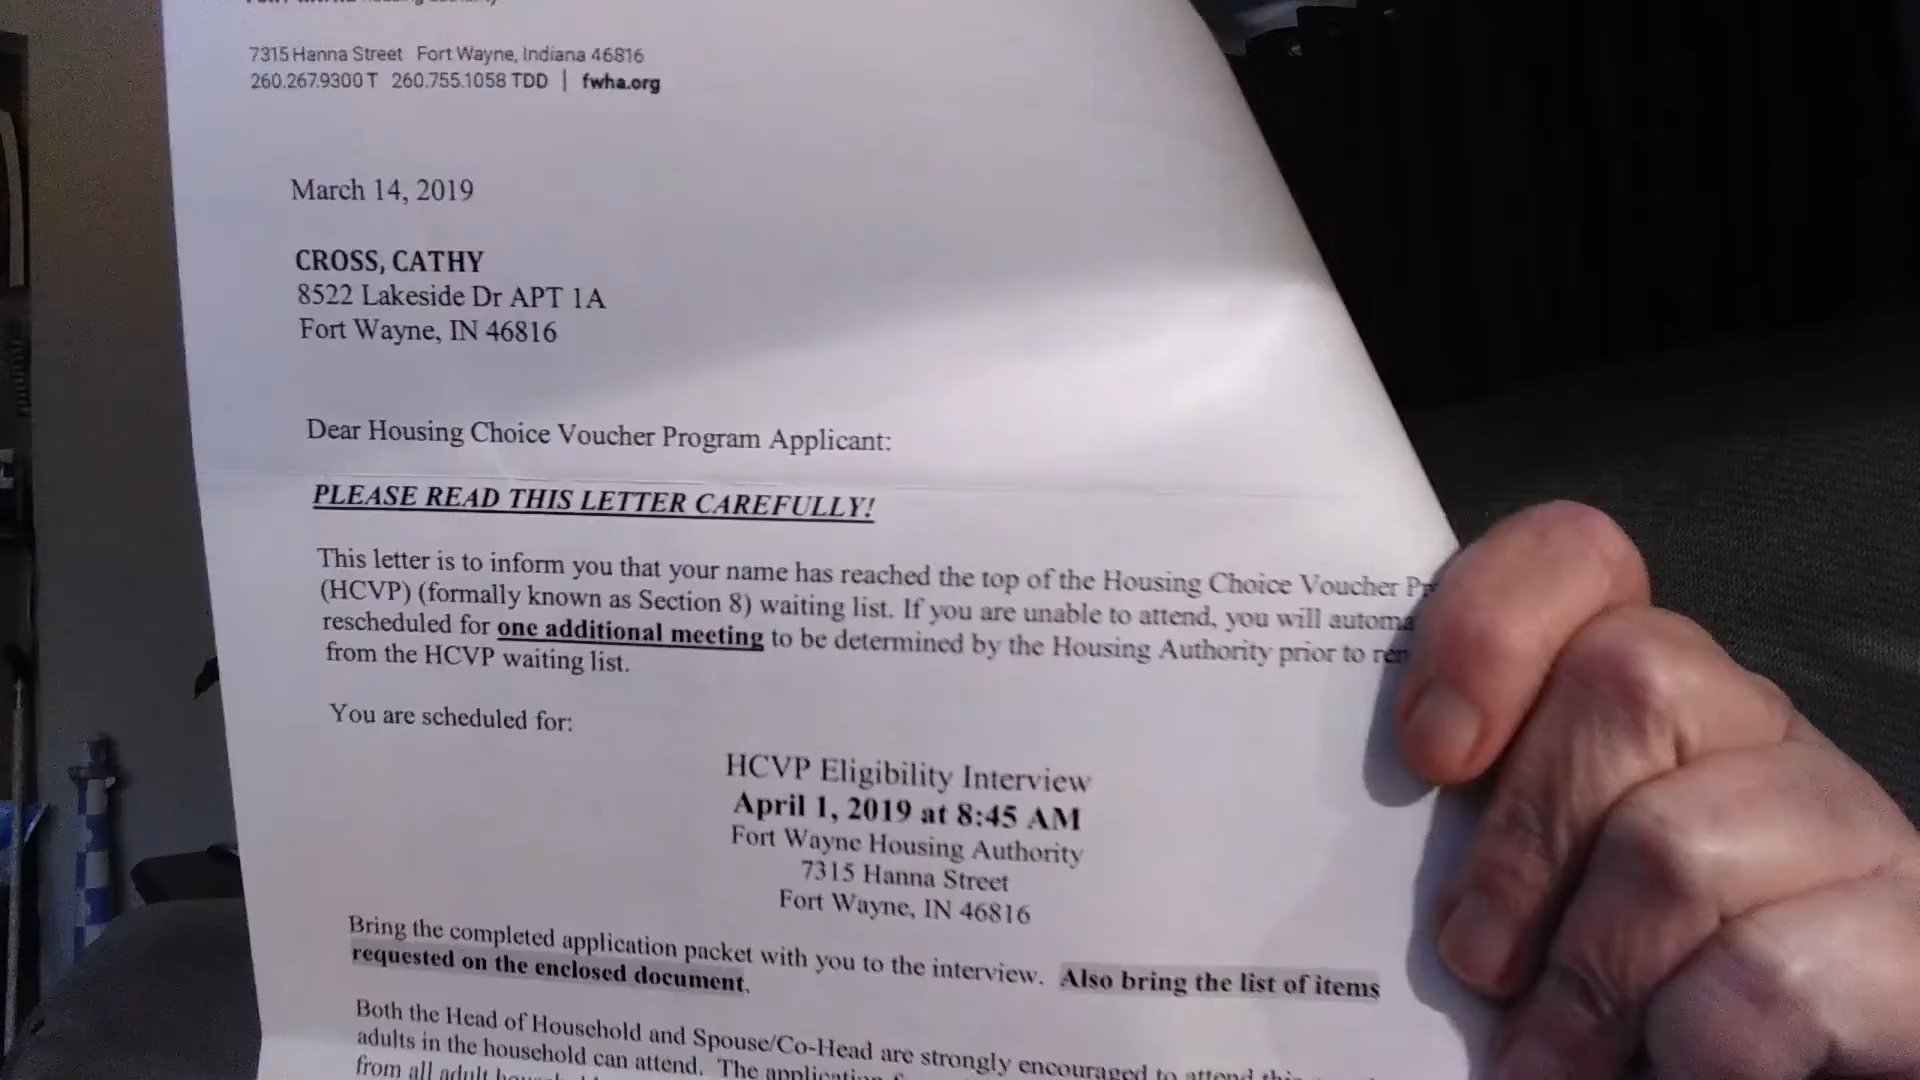 7315 Hanna Street Fort Wayne, Indiana 46816
260.267.9300 T 260.755.1058 TDD | fwha.org
March 14, 2019
CROSS, CATHY
8522 Lakeside Dr APT 1A
Fort Wayne, IN 46816
Dear Housing Choice Voucher Program Applicant:
PLEASE READ THIS LETTER CAREFULLY!
This letter is to inform you that your name has reached the top of the Housing Choice Voucher
(HCVP) (formally known as Section 8) waiting list. If you are unable to attend, you will
rescheduled for one additional meeting to be determined by the Housing Authority prior to
from the HCVP waiting list.
You are scheduled for:
HCVP Eligibility Interview
April 1, 2019 at 8:45 AM
Fort Wayne Housing Authority
7315 Hanna Street
Fort Wayne, IN 46816
Bring the completed application packet with you to the interview. Also bring the list of items
requested on the enclosed document.
Both the Head of Household and Spouse/Co-Head are strongly encouraged to attend this
adults in the household can attend. The application
from all adult